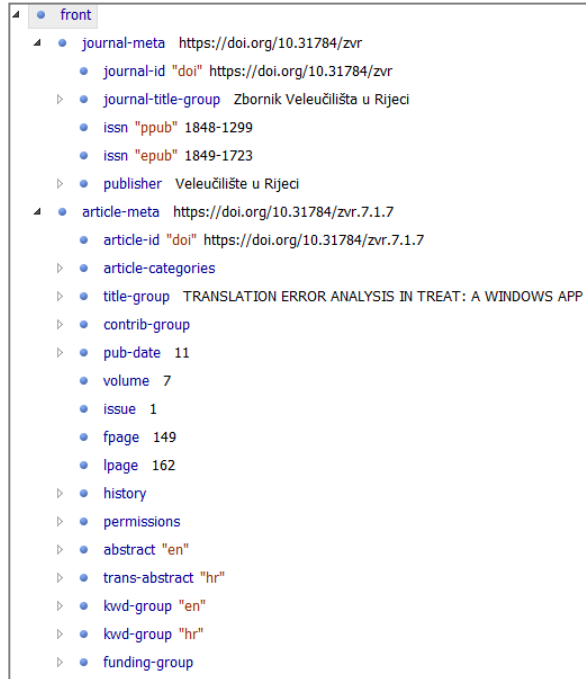 front
journal-meta https://doi.org/10.31784/zvr
journal-id "doi" https://doi.org/10.31784/zvr
journal-title-group Zbornik Veleučilišta u Rijeci
issn "ppub" 1848-1299
issn "epub" 1849-1723
publisher Veleučilište u Rijeci
article-meta https://doi.org/10.31784/zvr.7.1.7
article-id "doi" https://doi.org/10.31784/zvr.7.1.7
article-categories
title-group TRANSLATION ERROR ANALYSIS IN TREAT: A WINDOWS APP
contrib-group
pub-date 11
volume 7
issue 1
fpage 149
lpage 162
history
permissions
abstract "en"
trans-abstract "hr"
kwd-group "en"
kwd-group "hr"
funding-group